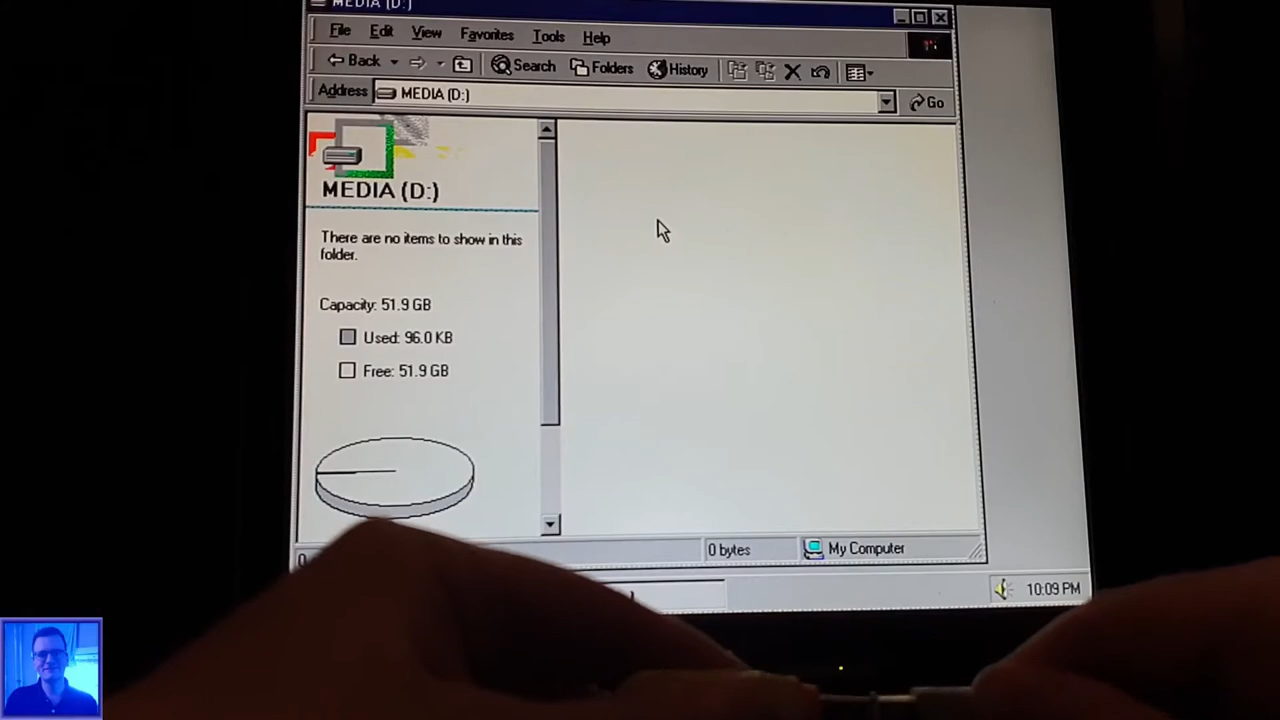 MEDIA (D:)
File Edit View Favorites Tools Help
Back Search Folders History
Address MEDIA (D:) Go
MEDIA (D:)
There are no items to show in this
folder.
Capacity: 51.9 GB
Used: 96.0 KB
Free: 51.9 GB
0 bytes My Computer
10:09 PM